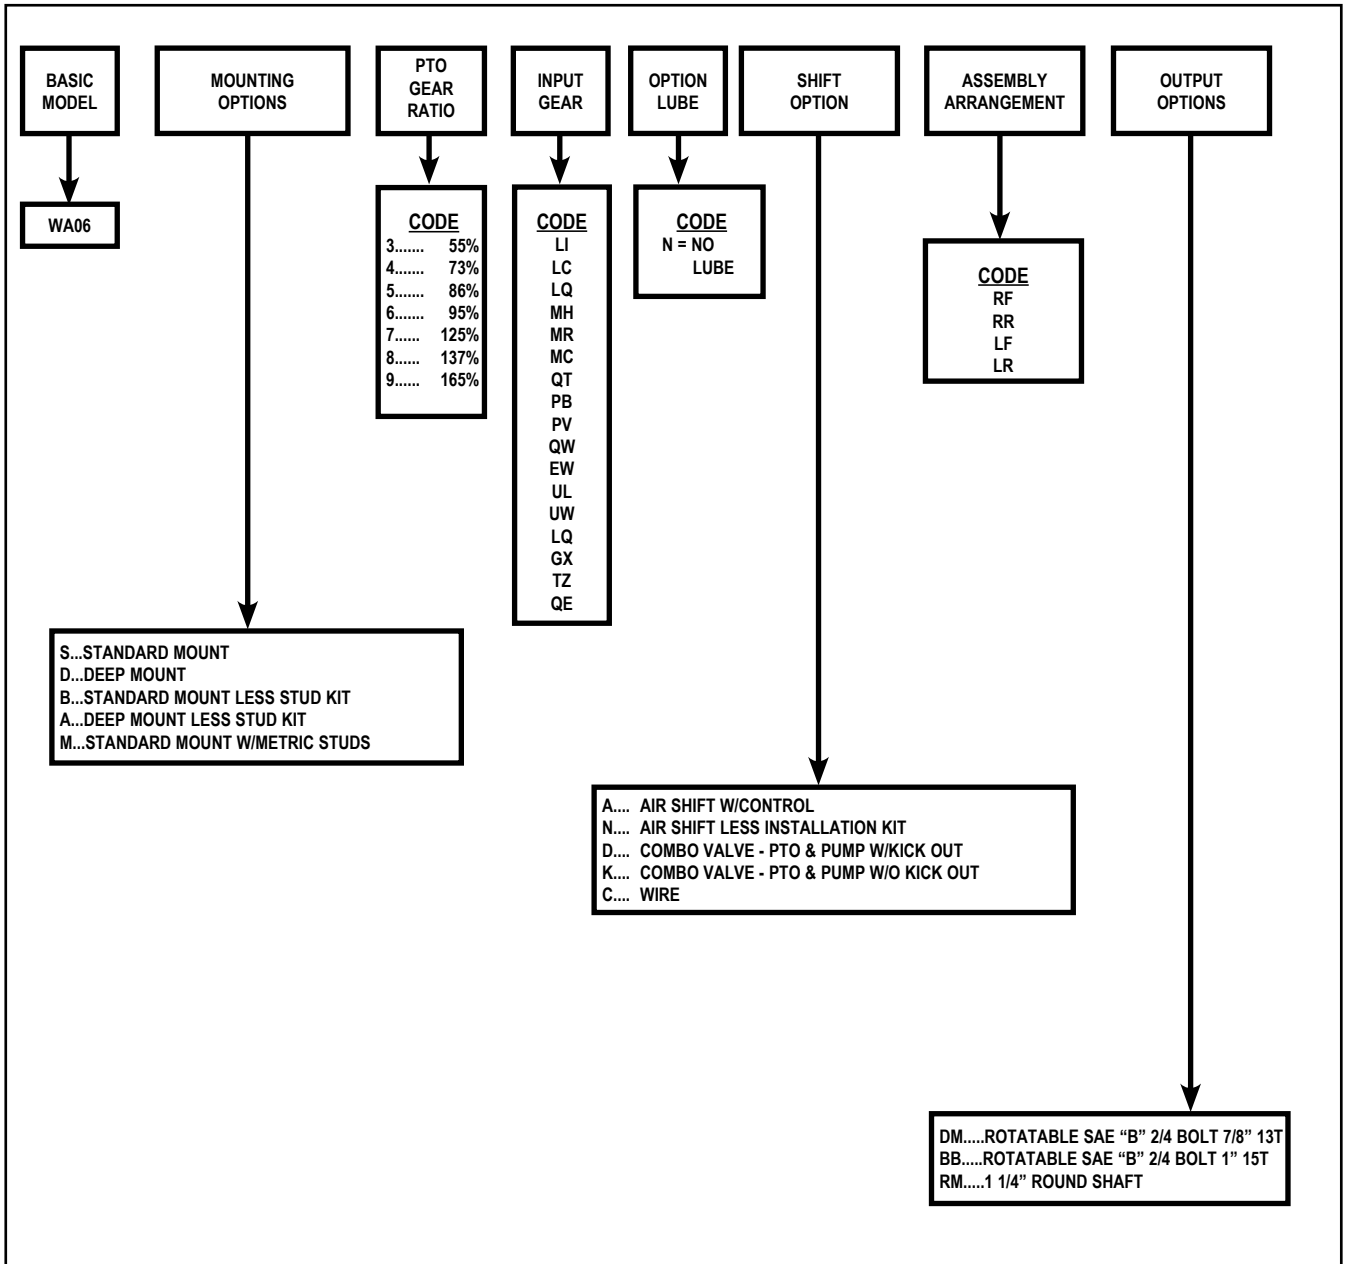 BASIC
MODEL
MOUNTING
OPTIONS
PTO
GEAR
RATIO
INPUT
GEAR
OPTION
LUBE
SHIFT
OPTION
ASSEMBLY
ARRANGEMENT
OUTPUT
OPTIONS
WA06
CODE
3....... 55%
4....... 73%
5....... 86%
6....... 95%
7...... 125%
8...... 137%
9...... 165%
CODE
LI
LC
LQ
MH
MR
MC
QT
PB
PV
QW
EW
UL
UW
LQ
GX
TZ
QE
CODE
N = NO
LUBE
CODE
RF
RR
LF
LR
S...STANDARD MOUNT
D...DEEP MOUNT
B...STANDARD MOUNT LESS STUD KIT
A...DEEP MOUNT LESS STUD KIT
M...STANDARD MOUNT W/METRIC STUDS
A.... AIR SHIFT W/CONTROL
N.... AIR SHIFT LESS INSTALLATION KIT
D.... COMBO VALVE - PTO & PUMP W/KICK OUT
K.... COMBO VALVE - PTO & PUMP W/O KICK OUT
C.... WIRE
DM.....ROTATABLE SAE “B” 2/4 BOLT 7/8” 13T
BB.....ROTATABLE SAE “B” 2/4 BOLT 1” 15T
RM.....1 1/4” ROUND SHAFT